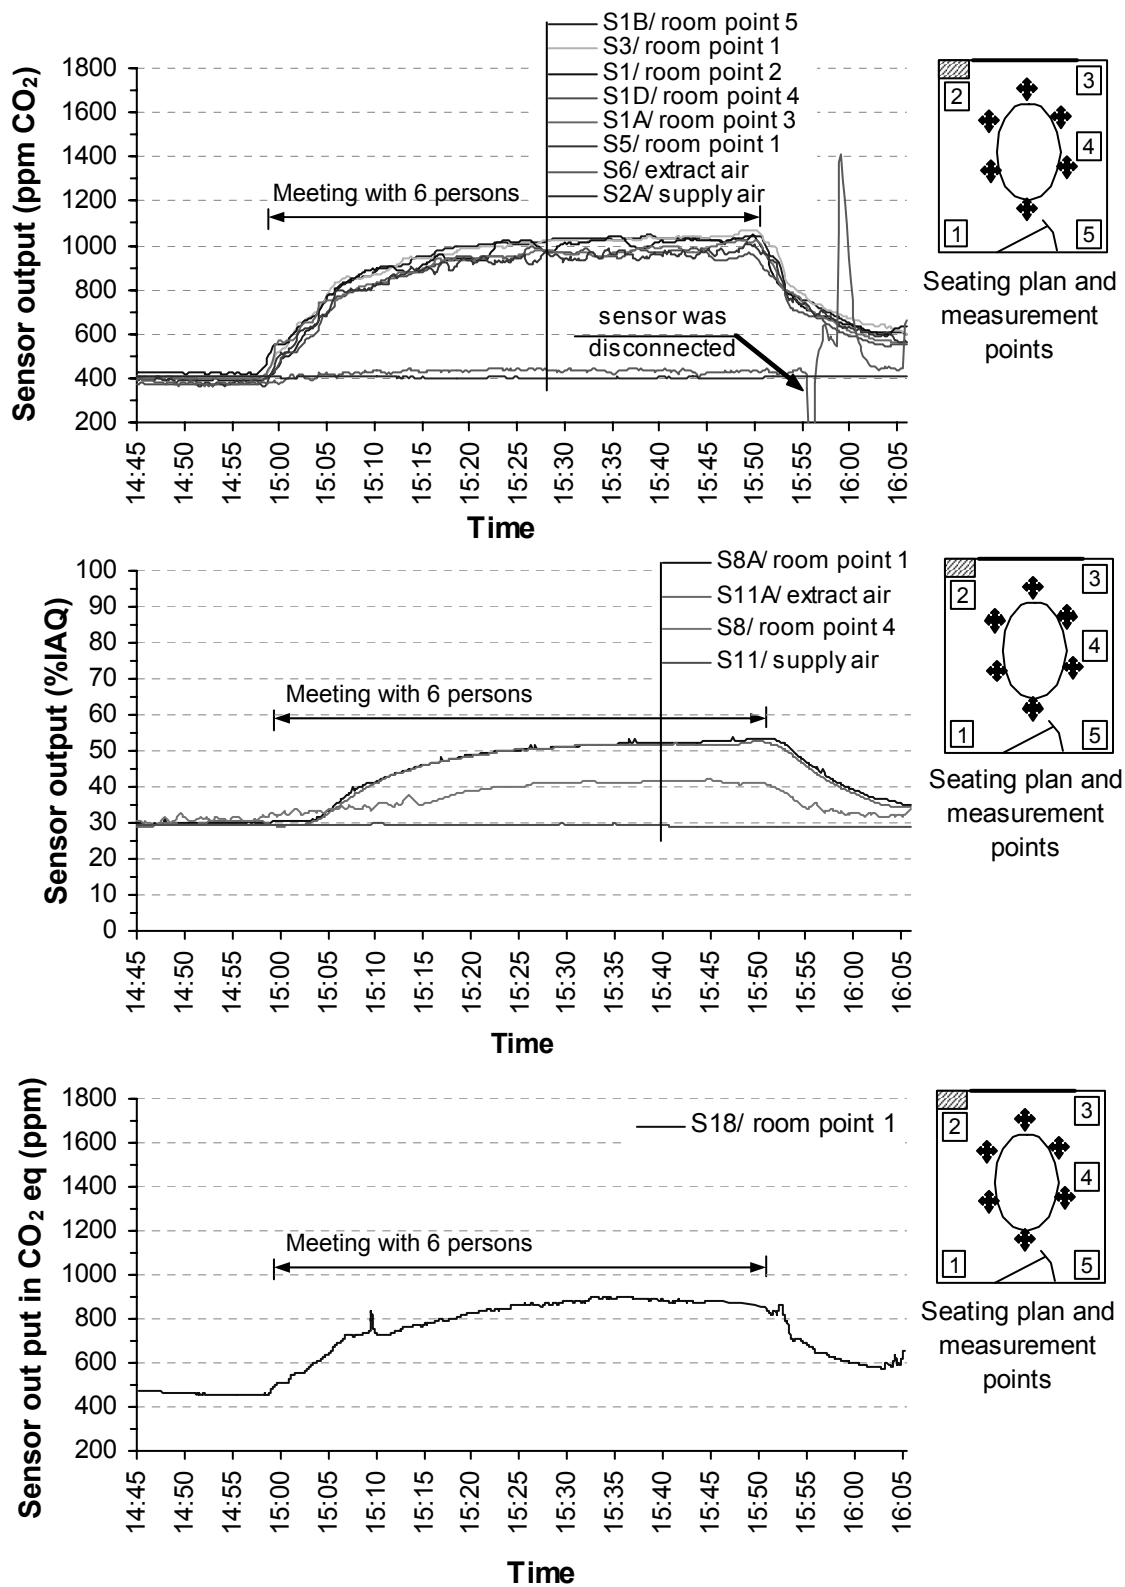 S1B/ room point 5
S3/ room point 1
S1/ room point 2
S1D/ room point 4
S1A/ room point 3
S5/ room point 1
S6/ extract air
S2A/ supply air
Sensor output (ppm CO₂)
1800
1600
1400
1200
1000
800
600
400
200
Meeting with 6 persons
sensor was
disconnected
14:45
14:50
14:55
15:00
15:05
15:10
15:15
15:20
15:25
15:30
15:35
15:40
15:45
15:50
15:55
16:00
16:05
Time
2
3
4
1
5
Seating plan and
measurement
points
S8A/ room point 1
S11A/ extract air
S8/ room point 4
S11/ supply air
Sensor output (%IAQ)
100
90
80
70
60
50
40
30
20
10
0
Meeting with 6 persons
14:45
14:50
14:55
15:00
15:05
15:10
15:15
15:20
15:25
15:30
15:35
15:40
15:45
15:50
15:55
16:00
16:05
Time
2
3
4
1
5
Seating plan and
measurement
points
S18/ room point 1
Sensor out put in CO₂ eq (ppm)
1800
1600
1400
1200
1000
800
600
400
200
Meeting with 6 persons
14:45
14:50
14:55
15:00
15:05
15:10
15:15
15:20
15:25
15:30
15:35
15:40
15:45
15:50
15:55
16:00
16:05
Time
2
3
4
1
5
Seating plan and
measurement
points